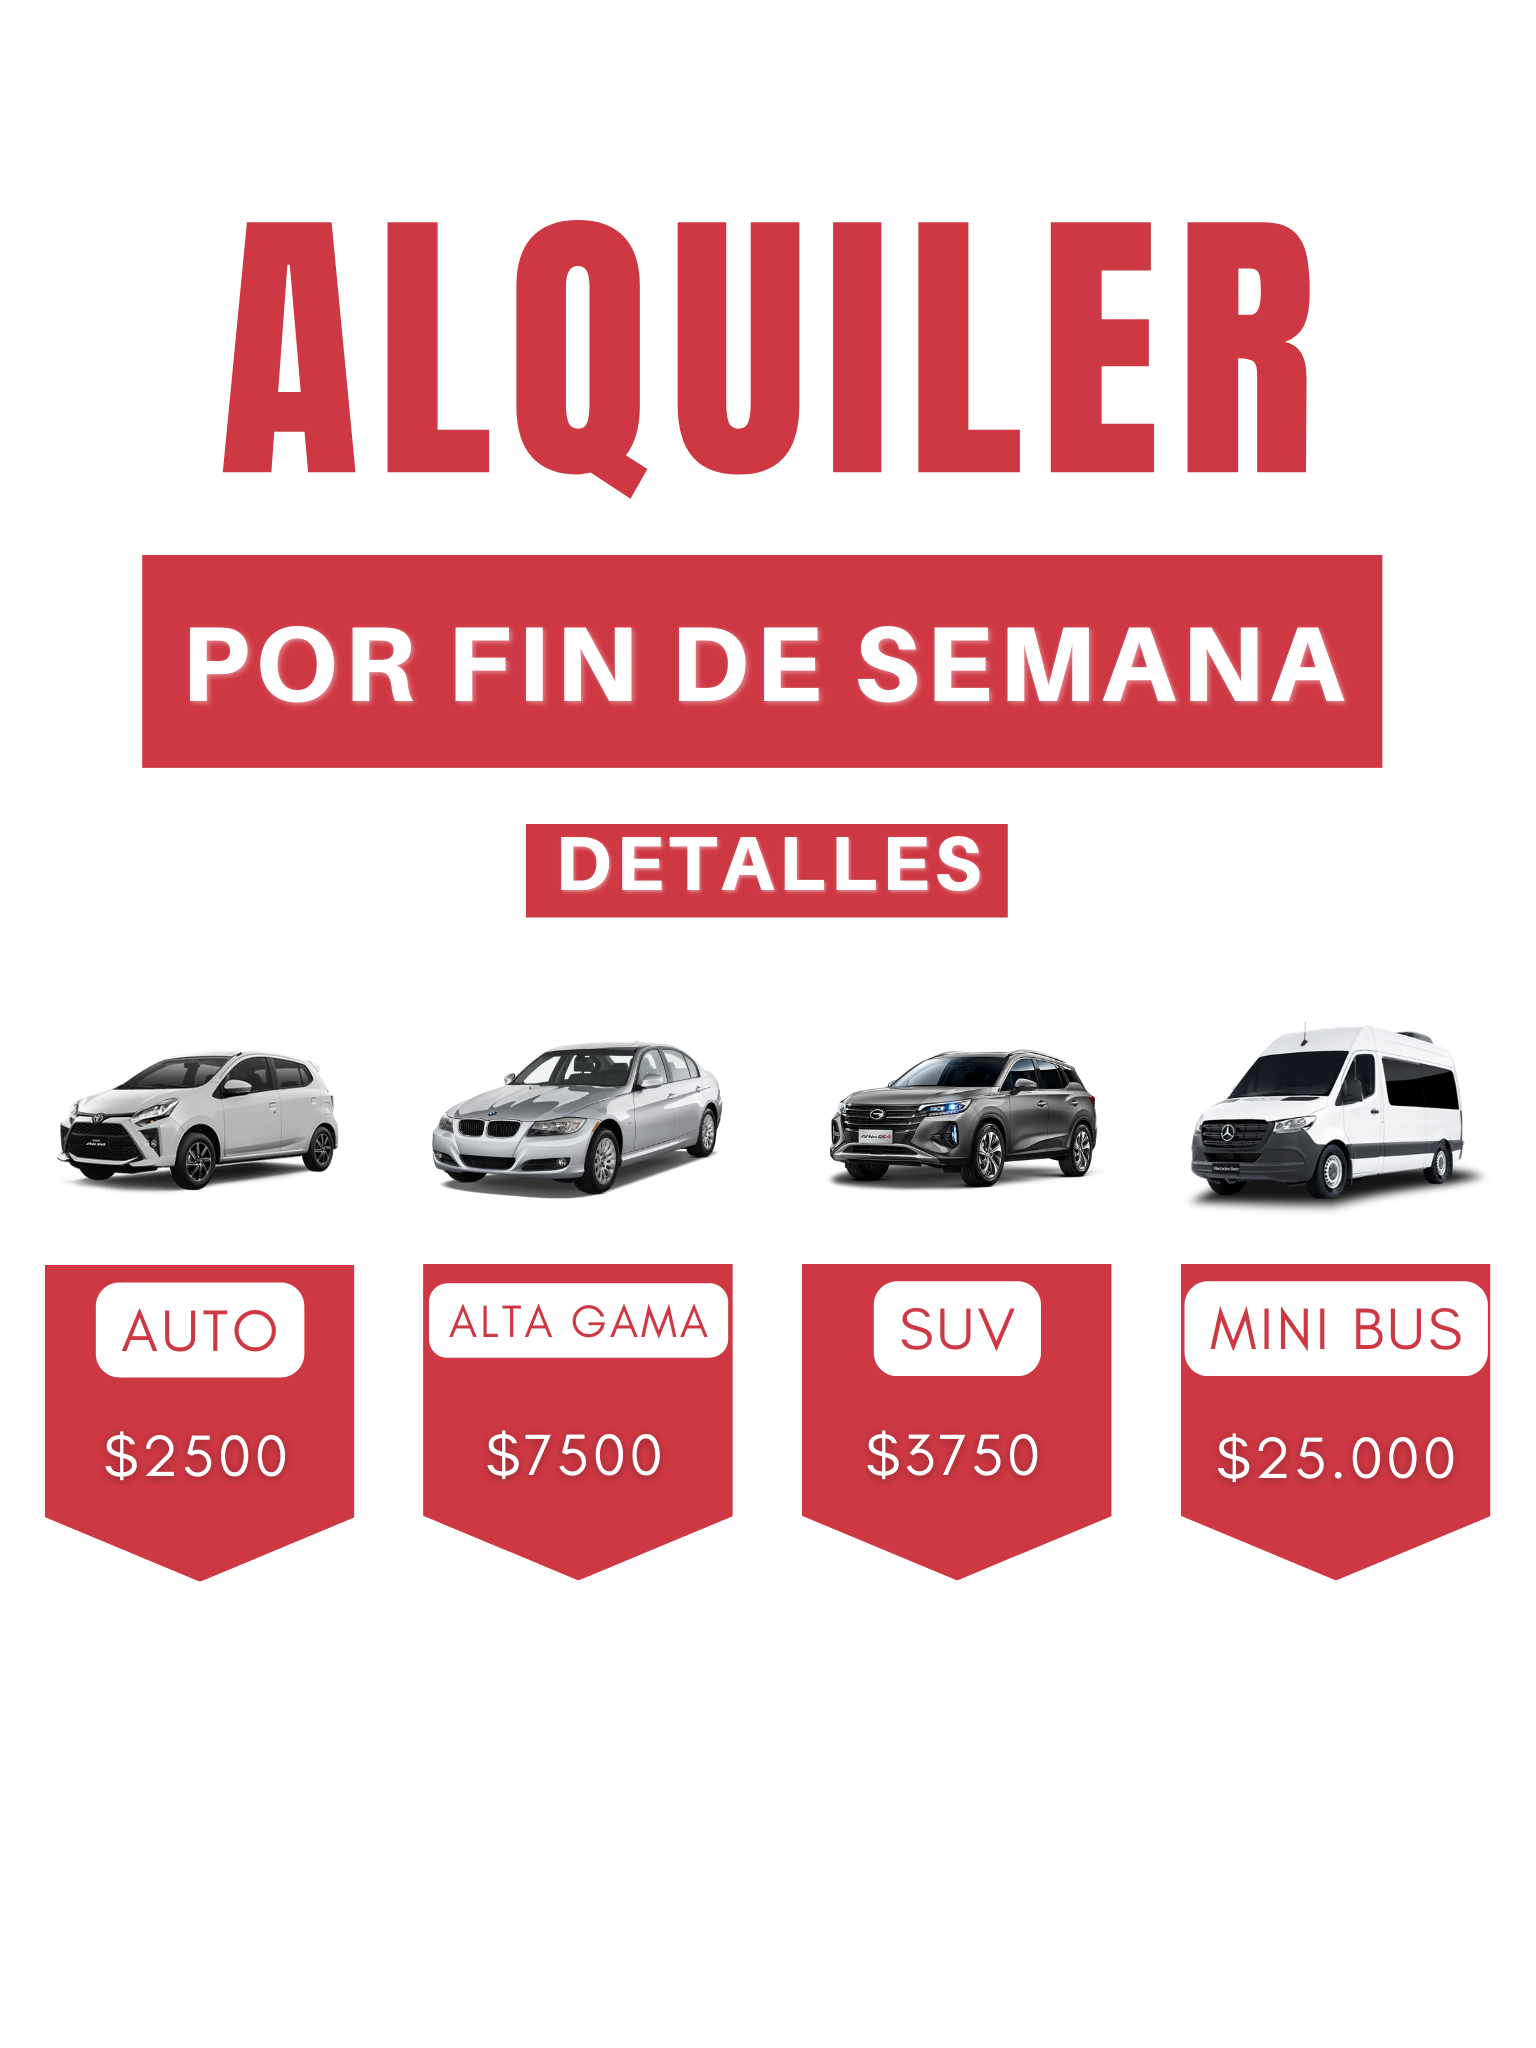 ALQUILER
POR FIN DE SEMANA
DETALLES
AUTO
ALTA GAMA
SUV
MINI BUS
$2500
$7500
$3750
$25.000